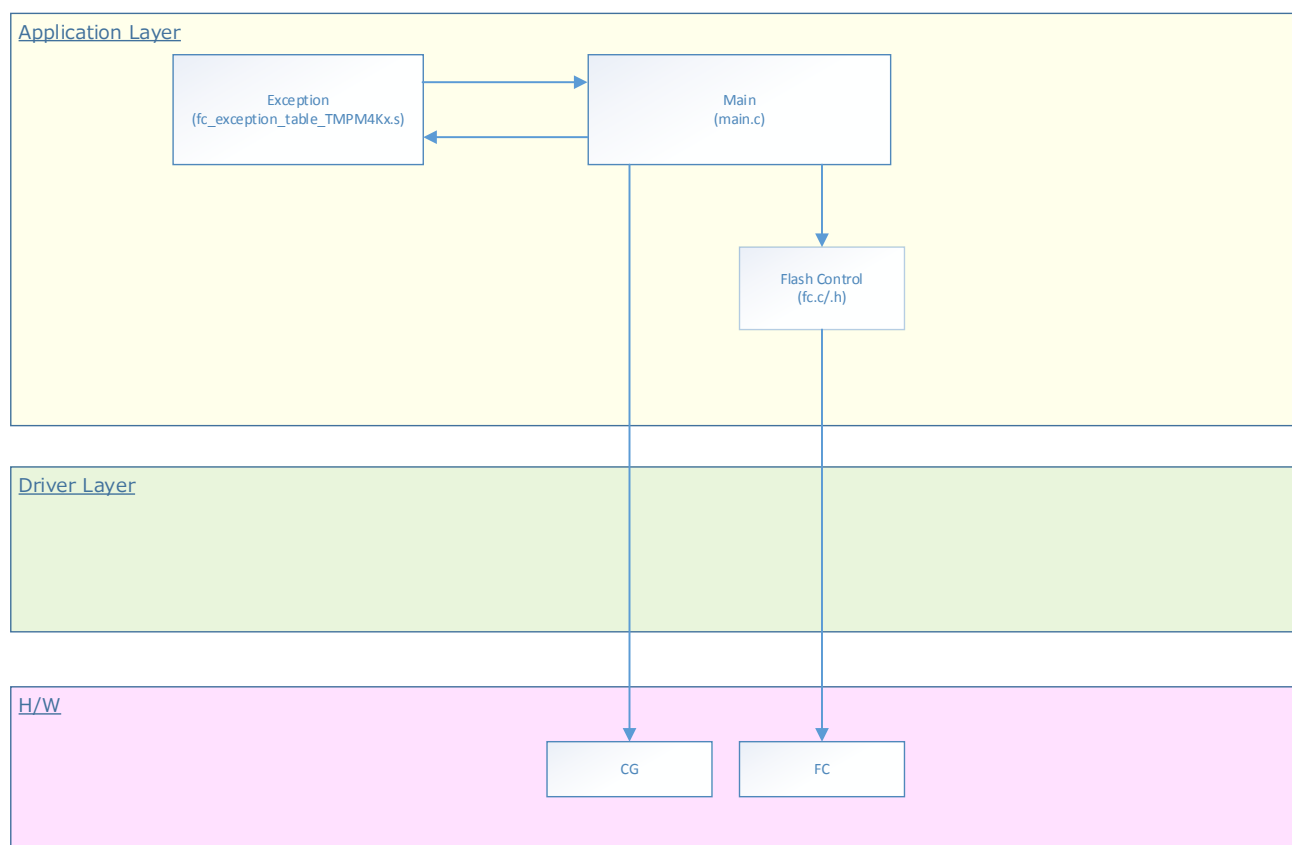 Application Layer
Exception
(fc_exception_table_TMPM4Kx.s)
Main
(main.c)
Flash Control
(fc.c/.h)
Driver Layer
H/W
CG
FC